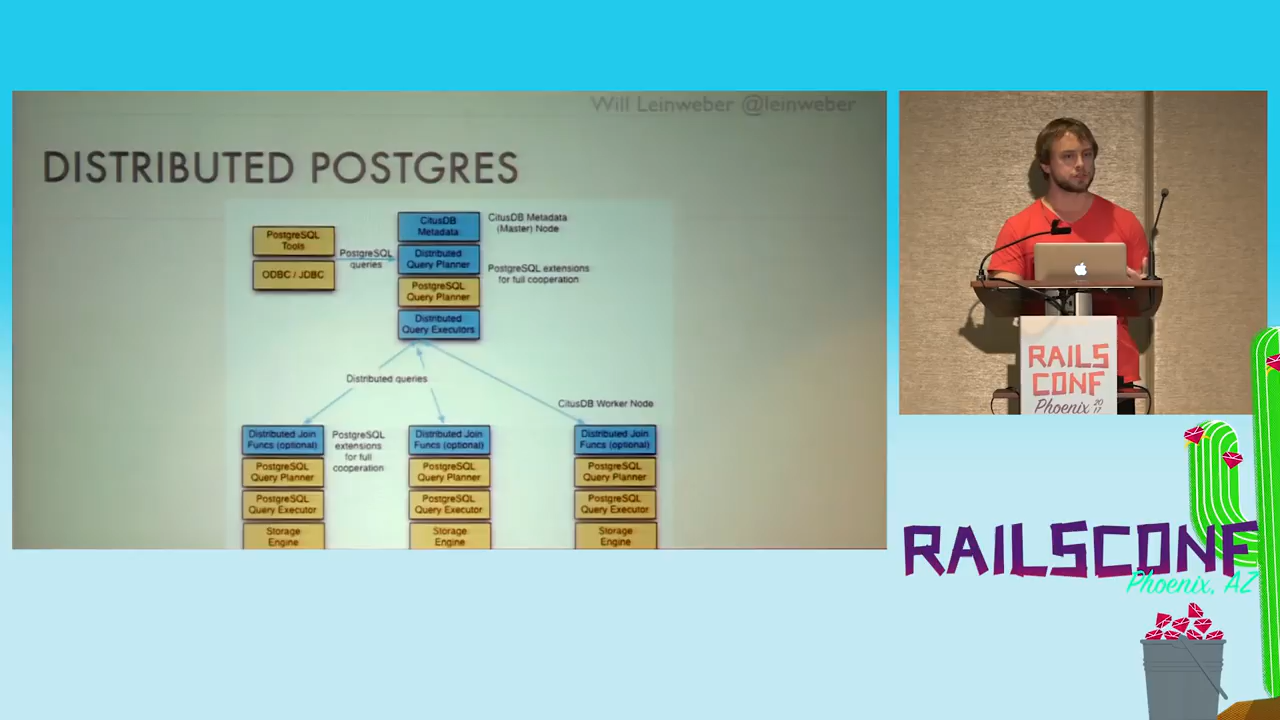 Will Leinweber @leinweber
DISTRIBUTED POSTGRES
PostgreSQL
Tools
ODBC / JDBC
PostgreSQL
queries
CitusDB
Metadata
Distributed
Query Planner
PostgreSQL
Query Planner
Distributed
Query Executors
CitusDB Metadata
(Master) Node
PostgreSQL extensions
for full cooperation
Distributed queries
CitusDB Worker Node
Distributed Join
Funcs (optional)
PostgreSQL
Query Planner
PostgreSQL
Query Executor
Storage
Engine
PostgreSQL
extensions
for full
cooperation
Distributed Join
Funcs (optional)
PostgreSQL
Query Planner
PostgreSQL
Query Executor
Storage
Engine
Distributed Join
Funcs (optional)
PostgreSQL
Query Planner
PostgreSQL
Query Executor
Storage
Engine
RAILS
CONF
Phoenix 2017
RAILSCONF
Phoenix, AZ